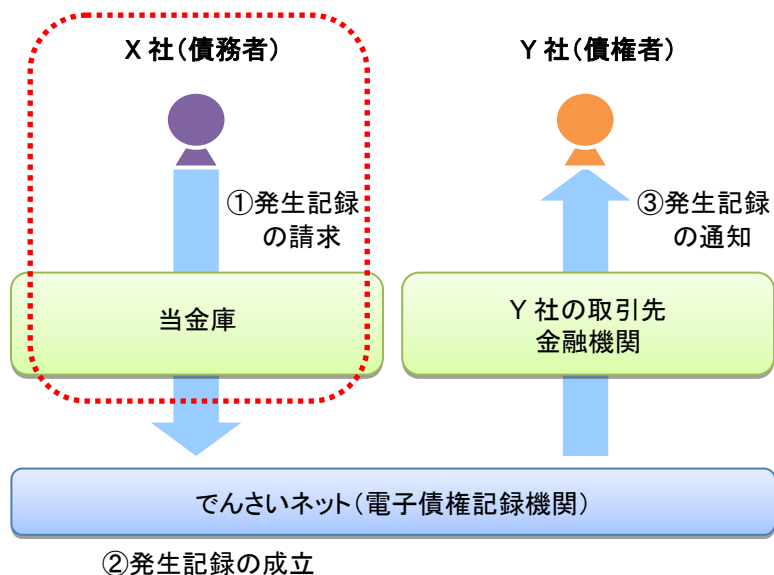 X 社（債務者）
Y 社（債権者）
①発生記録
の請求
③発生記録
の通知
当金庫
Y 社の取引先
金融機関
でんさいネット（電子債権記録機関）
②発生記録の成立